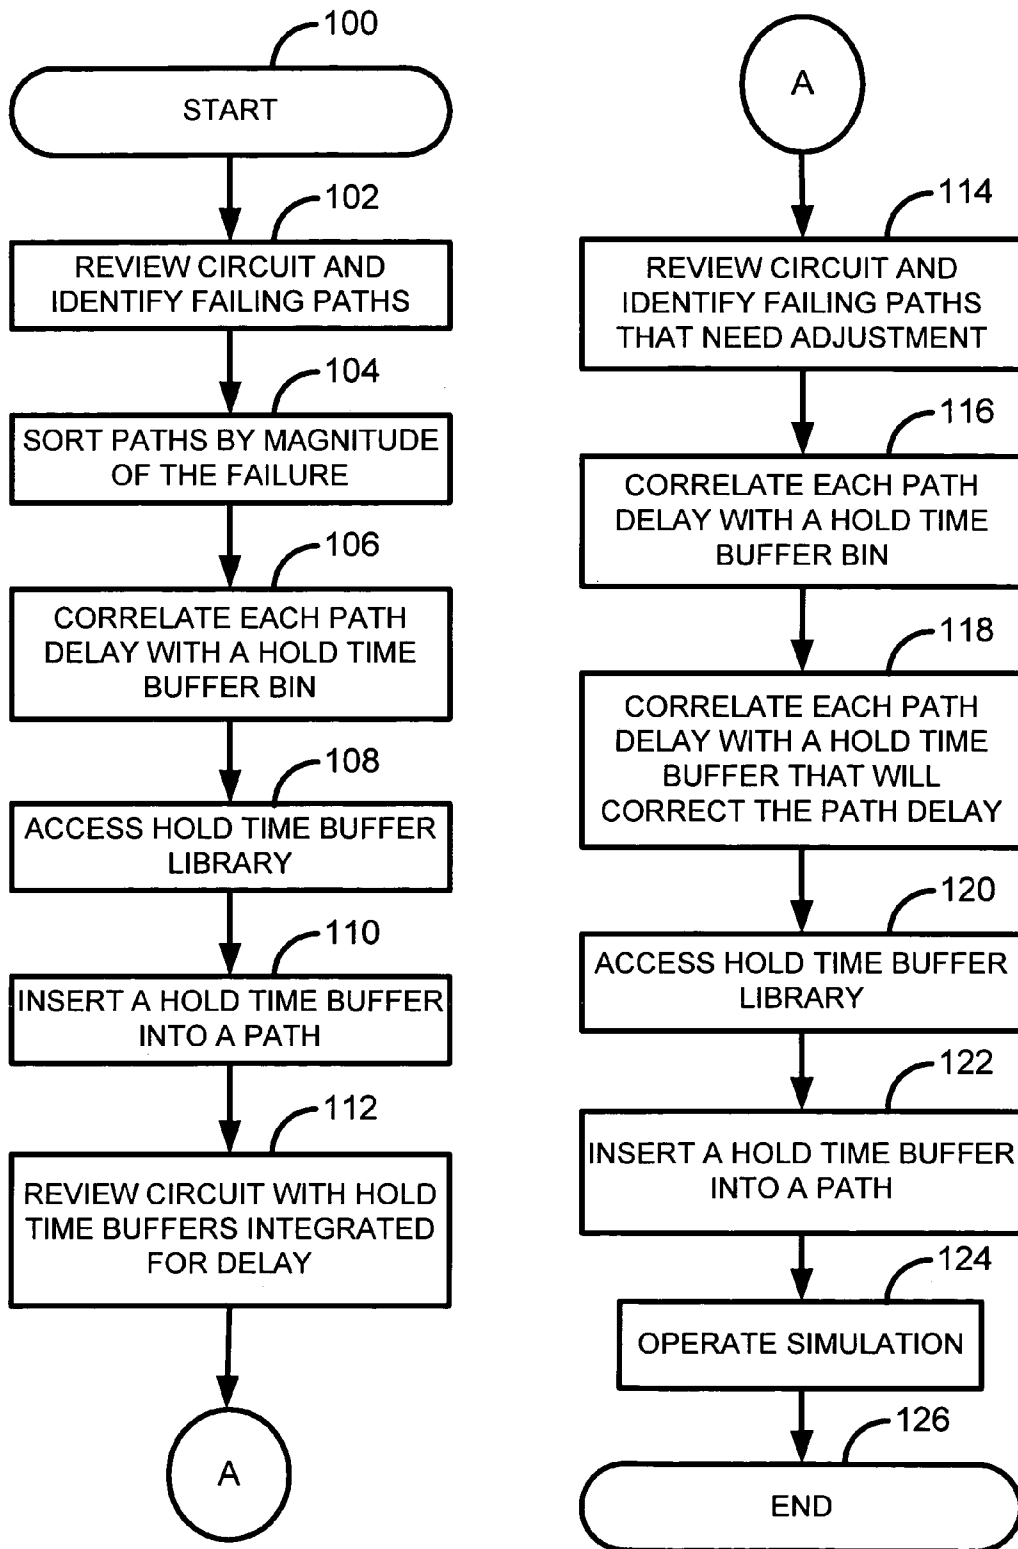 100
START
102
REVIEW CIRCUIT AND
IDENTIFY FAILING PATHS
104
SORT PATHS BY MAGNITUDE
OF THE FAILURE
106
CORRELATE EACH PATH
DELAY WITH A HOLD TIME
BUFFER BIN
108
ACCESS HOLD TIME BUFFER
LIBRARY
110
INSERT A HOLD TIME BUFFER
INTO A PATH
112
REVIEW CIRCUIT WITH HOLD
TIME BUFFERS INTEGRATED
FOR DELAY
A
A
114
REVIEW CIRCUIT AND
IDENTIFY FAILING PATHS
THAT NEED ADJUSTMENT
116
CORRELATE EACH PATH
DELAY WITH A HOLD TIME
BUFFER BIN
118
CORRELATE EACH PATH
DELAY WITH A HOLD TIME
BUFFER THAT WILL
CORRECT THE PATH DELAY
120
ACCESS HOLD TIME BUFFER
LIBRARY
122
INSERT A HOLD TIME BUFFER
INTO A PATH
124
OPERATE SIMULATION
126
END